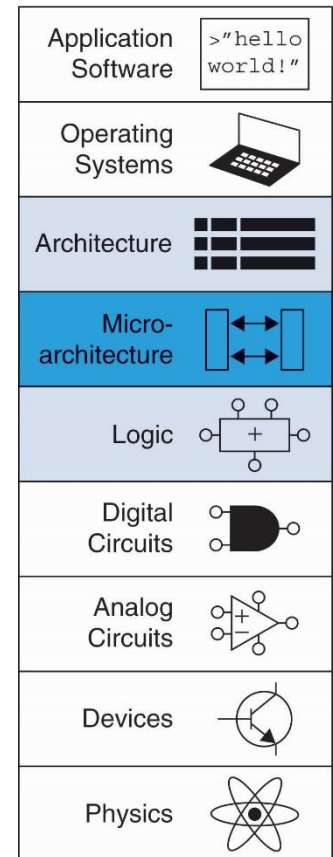 Application
Software
>"hello
world!"
Operating
Systems
Architecture
Micro-
architecture
Logic
+
Digital
Circuits
Analog
Circuits
+
−
Devices
Physics